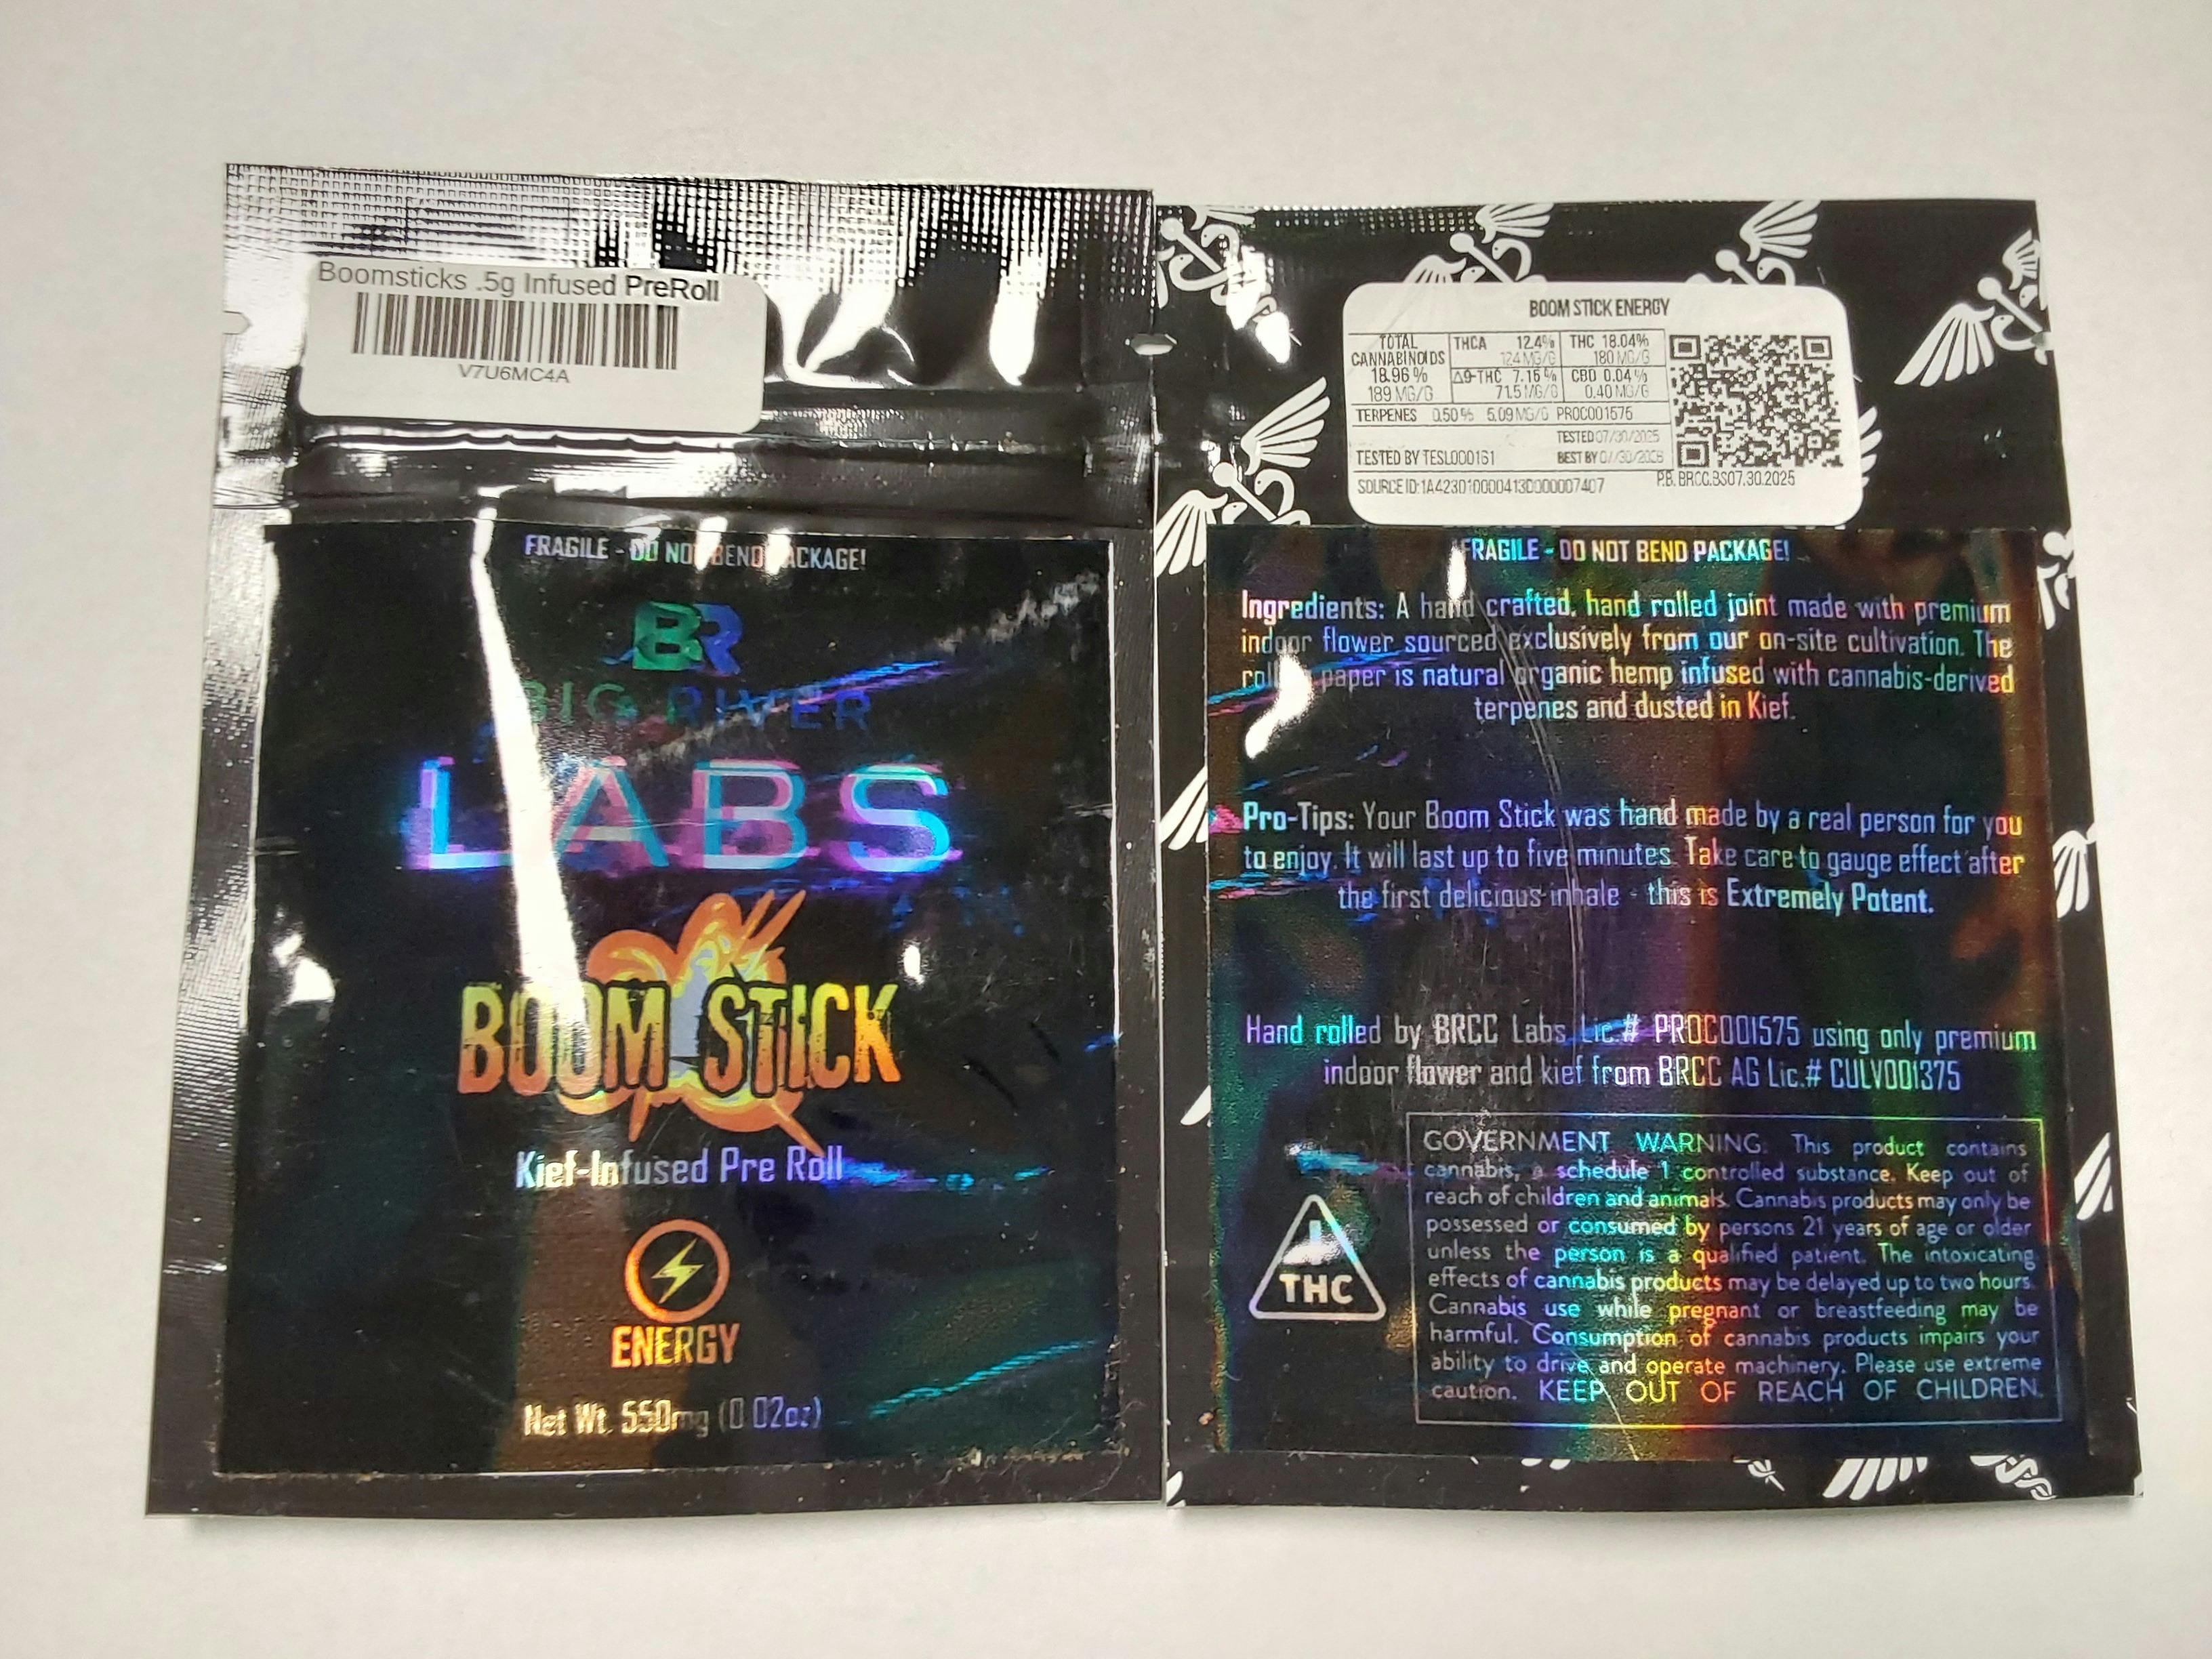 Boomsticks .5g Infused PreRoll
V7U6MC4A
FRAGILE - DO NOT BEND PACKAGE!
BR
BIG RIVER
LABS
BOOM STICK
Kief-Infused Pre Roll
ENERGY
Net Wt. 550mg (0.02oz)
BOOM STICK ENERGY
TOTAL CANNABINOIDS 18.96% 189 MG/G
THCA 12.4% 124 MG/G
THC 18.04% 180 MG/G
Δ9-THC 7.16% 71.5 MG/G
CBD 0.04% 0.40 MG/G
TERPENES 0.50% 5.09 MG/G PROC001575
TESTED 07/30/2025
TESTED BY TESL000161 BEST BY
SOURCE ID:1A4230100004130000007407
P.B. BRCC.BS07.30.2025
FRAGILE - DO NOT BEND PACKAGE!
Ingredients: A hand crafted, hand rolled joint made with premium
indoor flower sourced exclusively from our on-site cultivation. The
rolling paper is natural organic hemp infused with cannabis-derived
terpenes and dusted in Kief.
Pro-Tips: Your Boom Stick was hand made by a real person for you
to enjoy. It will last up to five minutes. Take care to gauge effect after
the first delicious inhale - this is Extremely Potent.
Hand rolled by BRCC Labs Lic.# PROC001575 using only premium
indoor flower and kief from BRCC AG Lic.# CULV001375
GOVERNMENT WARNING: This product contains
cannabis, a schedule 1 controlled substance. Keep out of
reach of children and animals. Cannabis products may only be
possessed or consumed by persons 21 years of age or older
unless the person is a qualified patient. The intoxicating
effects of cannabis products may be delayed up to two hours.
Cannabis use while pregnant or breastfeeding may be
harmful. Consumption of cannabis products impairs your
ability to drive and operate machinery. Please use extreme
caution. KEEP OUT OF REACH OF CHILDREN.
THC